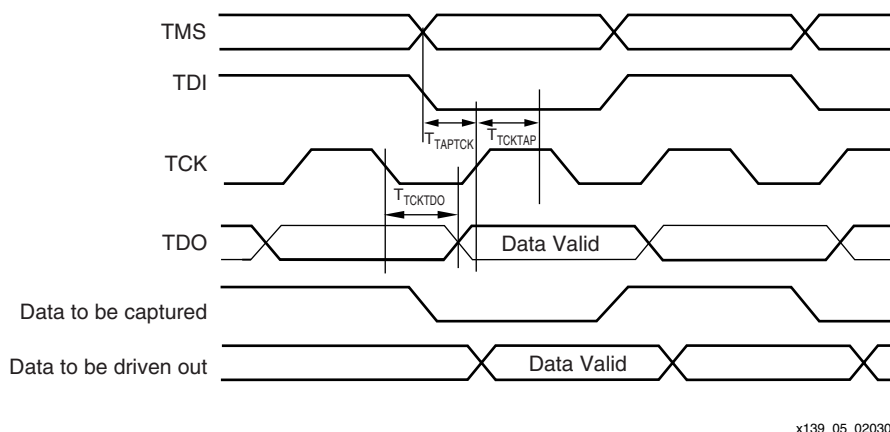 TMS
TDI
TTAPTCK TTCKTAP
TCK
TTCKTDO
TDO Data Valid
Data to be captured
Data to be driven out Data Valid
x139_05_02030